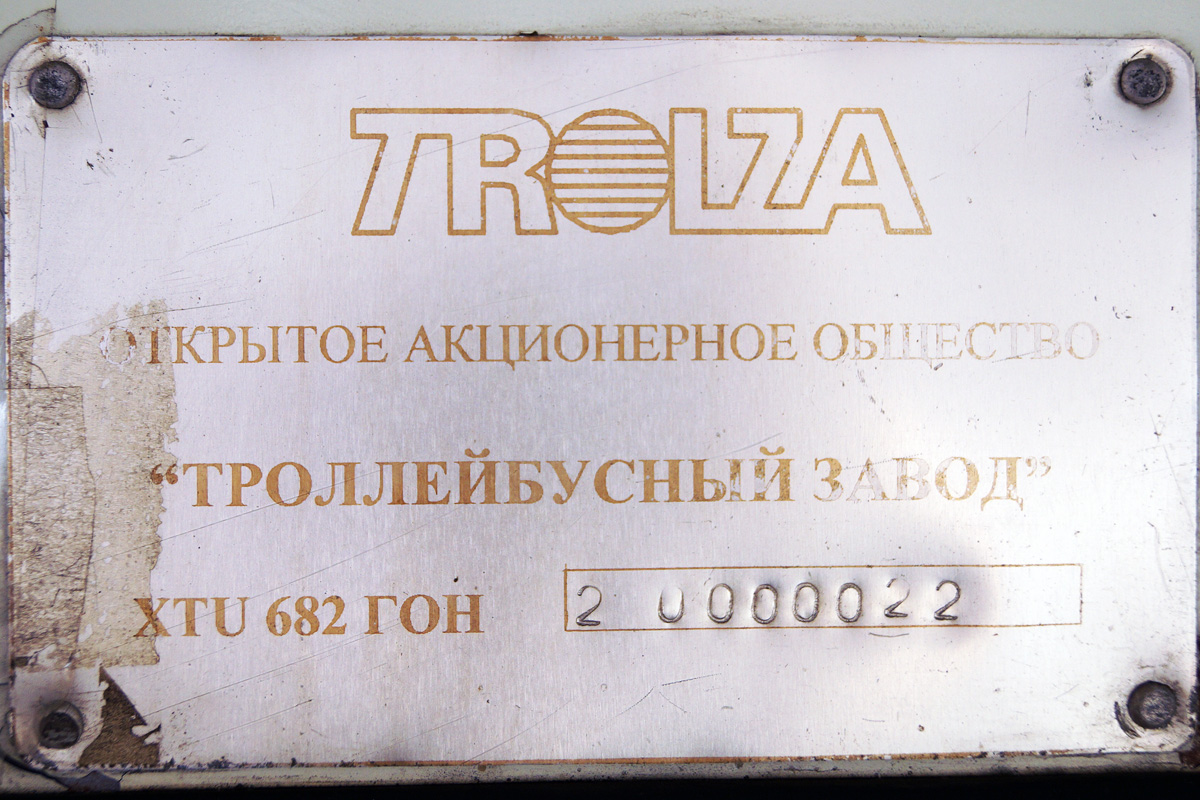 TROLZA
ОТКРЫТОЕ АКЦИОНЕРНОЕ ОБЩЕСТВО
“ТРОЛЛЕЙБУСНЫЙ ЗАВОД”
XTU 682 ГОН 2 0000022